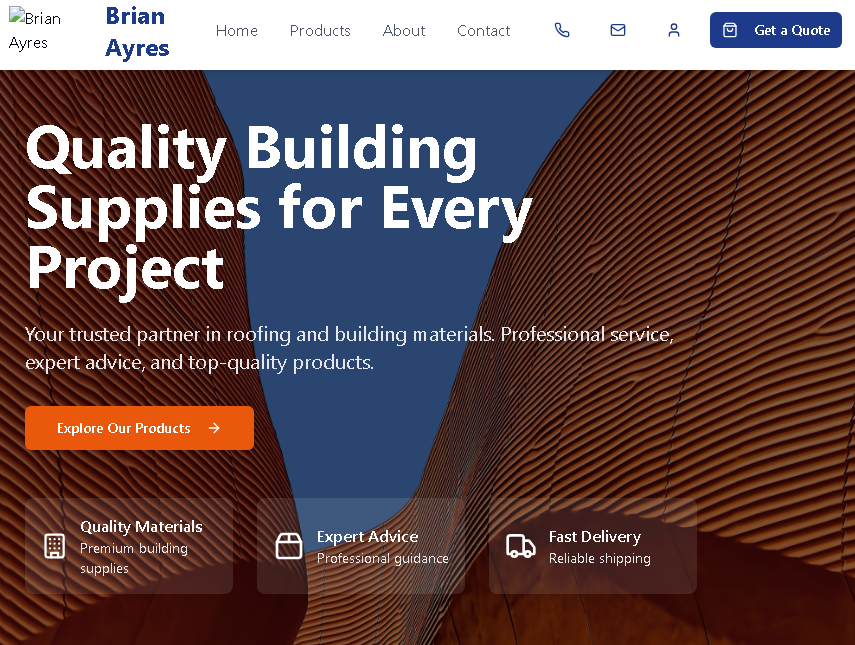 Brian
Ayres
Brian
Ayres
Home
Products
About
Contact
Get a Quote
Quality Building
Supplies for Every
Project
Your trusted partner in roofing and building materials. Professional service,
expert advice, and top-quality products.
Explore Our Products
Quality Materials
Premium building
supplies
Expert Advice
Professional guidance
Fast Delivery
Reliable shipping